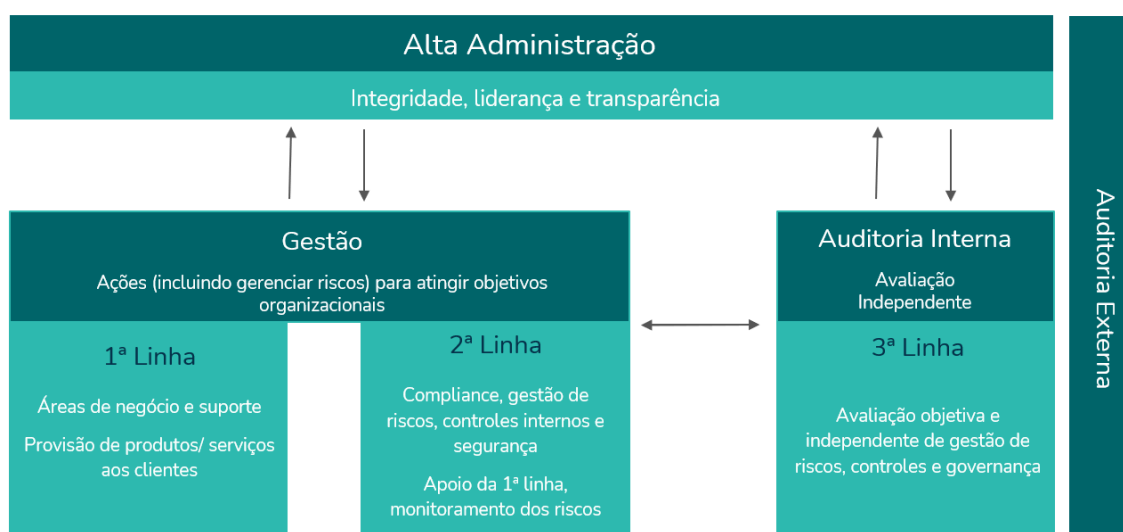 Alta Administração
Integridade, liderança e transparência
Gestão
Ações (incluindo gerenciar riscos) para atingir objetivos
organizacionais
1ª Linha
Áreas de negócio e suporte
Provisão de produtos/ serviços
aos clientes
2ª Linha
Compliance, gestão de
riscos, controles internos e
segurança
Apoio da 1ª linha,
monitoramento dos riscos
Auditoria Interna
Avaliação
Independente
3ª Linha
Avaliação objetiva e
independente de gestão de
riscos, controles e governança
Auditoria Externa